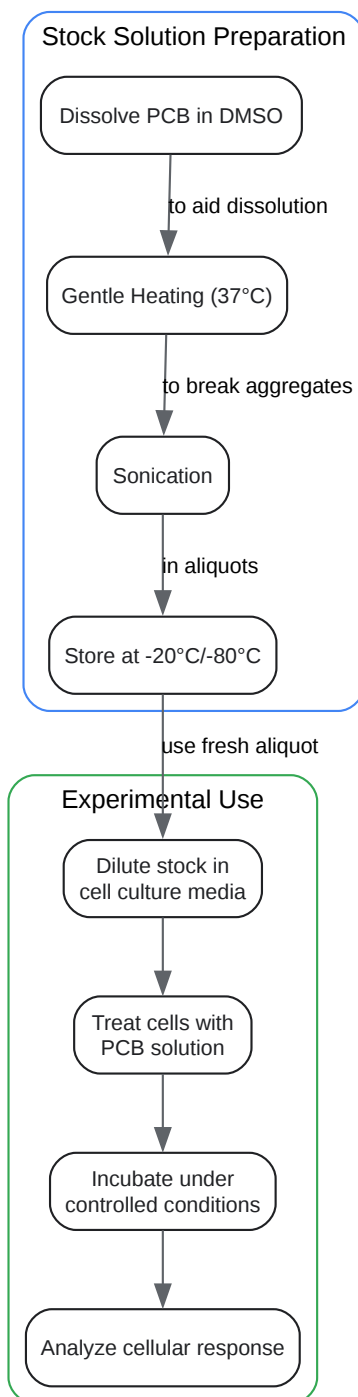 Stock Solution Preparation
Dissolve PCB in DMSO
to aid dissolution
Gentle Heating (37°C)
to break aggregates
Sonication
in aliquots
Store at -20°C/-80°C
use fresh aliquot
Experimental Use
Dilute stock in
cell culture media
Treat cells with
PCB solution
Incubate under
controlled conditions
Analyze cellular response